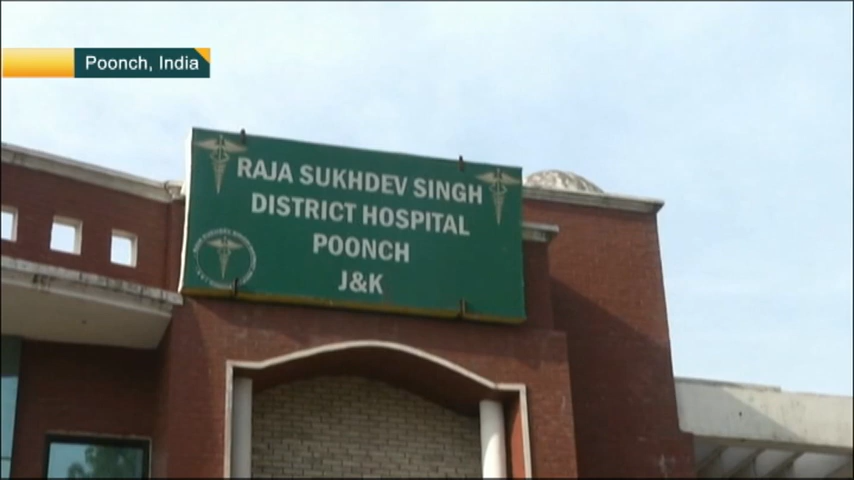 Poonch, India
RAJA SUKHDEV SINGH
DISTRICT HOSPITAL
POONCH
J&K